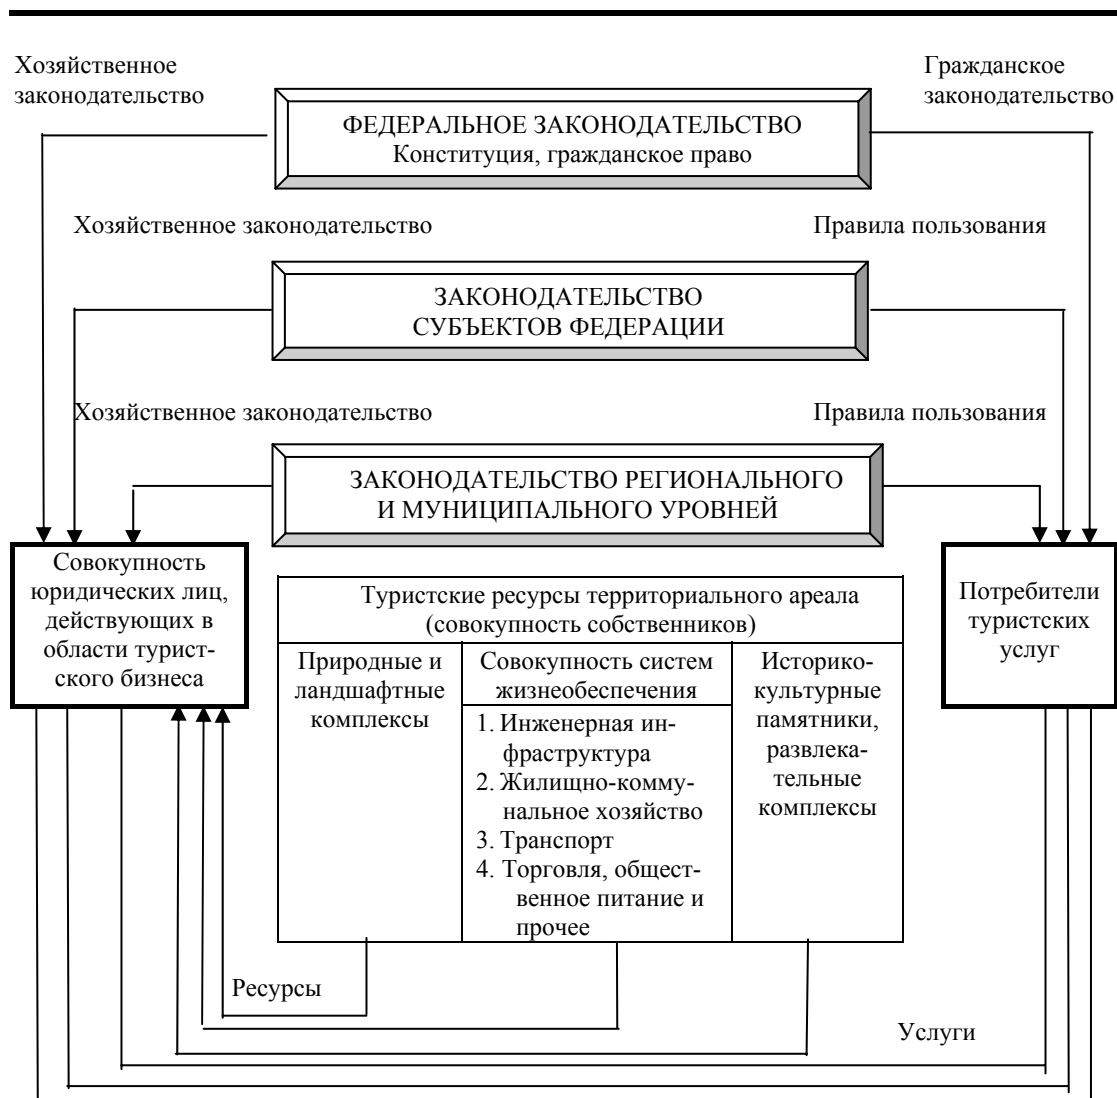 Хозяйственное
законодательство
Гражданское
законодательство
ФЕДЕРАЛЬНОЕ ЗАКОНОДАТЕЛЬСТВО
Конституция, гражданское право
Хозяйственное законодательство
Правила пользования
ЗАКОНОДАТЕЛЬСТВО
СУБЪЕКТОВ ФЕДЕРАЦИИ
Хозяйственное законодательство
Правила пользования
ЗАКОНОДАТЕЛЬСТВО РЕГИОНАЛЬНОГО
И МУНИЦИПАЛЬНОГО УРОВНЕЙ
Совокупность
юридических лиц,
действующих в
области турист-
ского бизнеса
Туристские ресурсы территориального ареала
(совокупность собственников)
Природные и
ландшафтные
комплексы
Совокупность систем
жизнеобеспечения
1. Инженерная ин-
фраструктура
2. Жилищно-комму-
нальное хозяйство
3. Транспорт
4. Торговля, общест-
венное питание и
прочее
Историко-
культурные
памятники,
развлека-
тельные
комплексы
Потребители
туристских
услуг
Ресурсы
Услуги